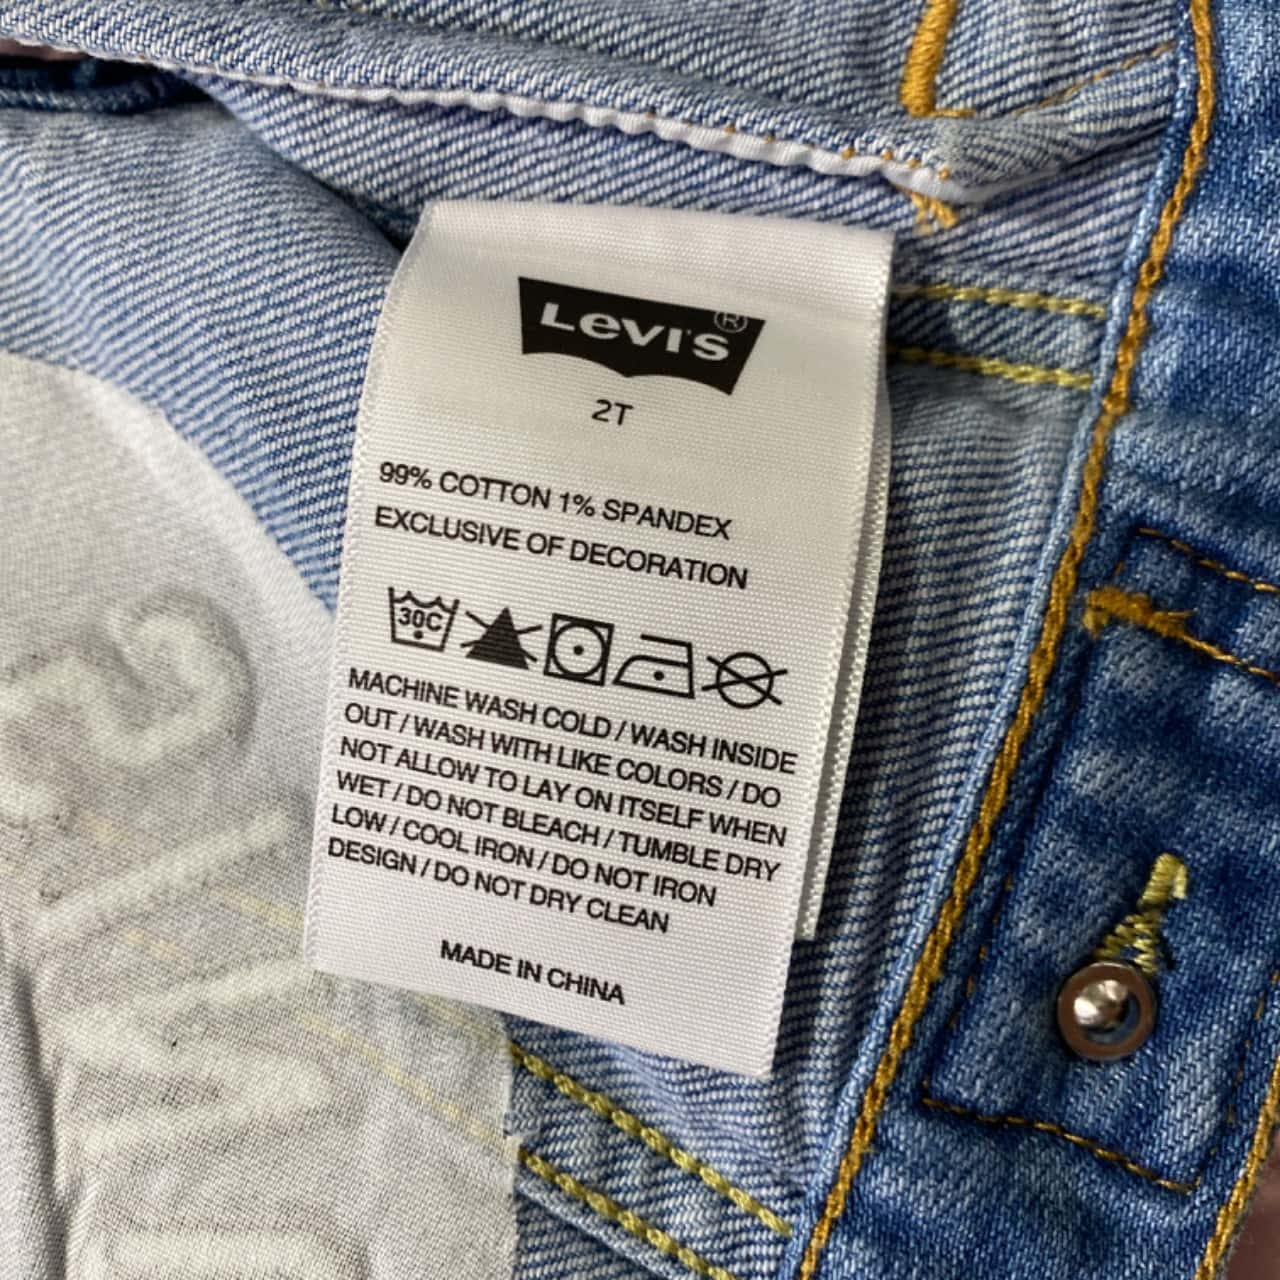 Levi's®
2T
99% COTTON 1% SPANDEX
EXCLUSIVE OF DECORATION
30C
MACHINE WASH COLD / WASH INSIDE
OUT / WASH WITH LIKE COLORS / DO
NOT ALLOW TO LAY ON ITSELF WHEN
WET / DO NOT BLEACH / TUMBLE DRY
LOW / COOL IRON / DO NOT IRON
DESIGN / DO NOT DRY CLEAN
MADE IN CHINA